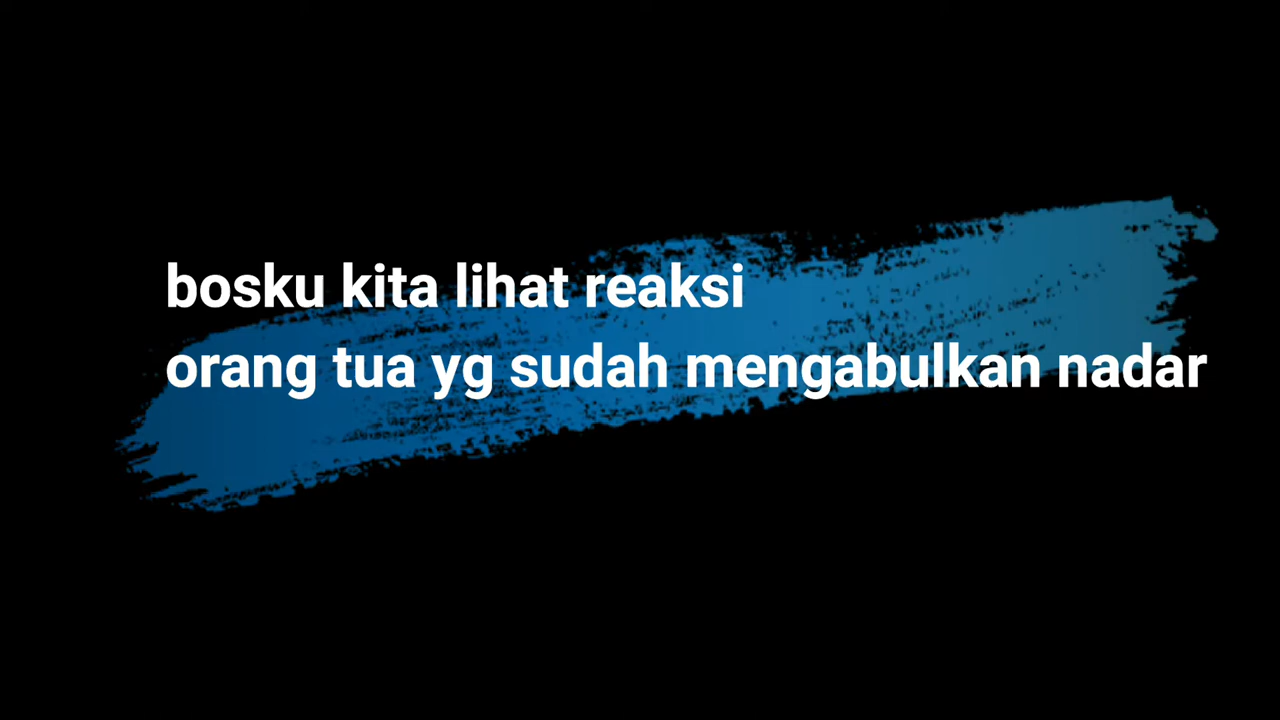 bosku kita lihat reaksi
orang tua yg sudah mengabulkan nadar